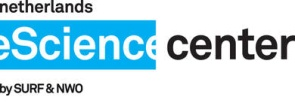 netherlands
eScience center
by SURF & NWO